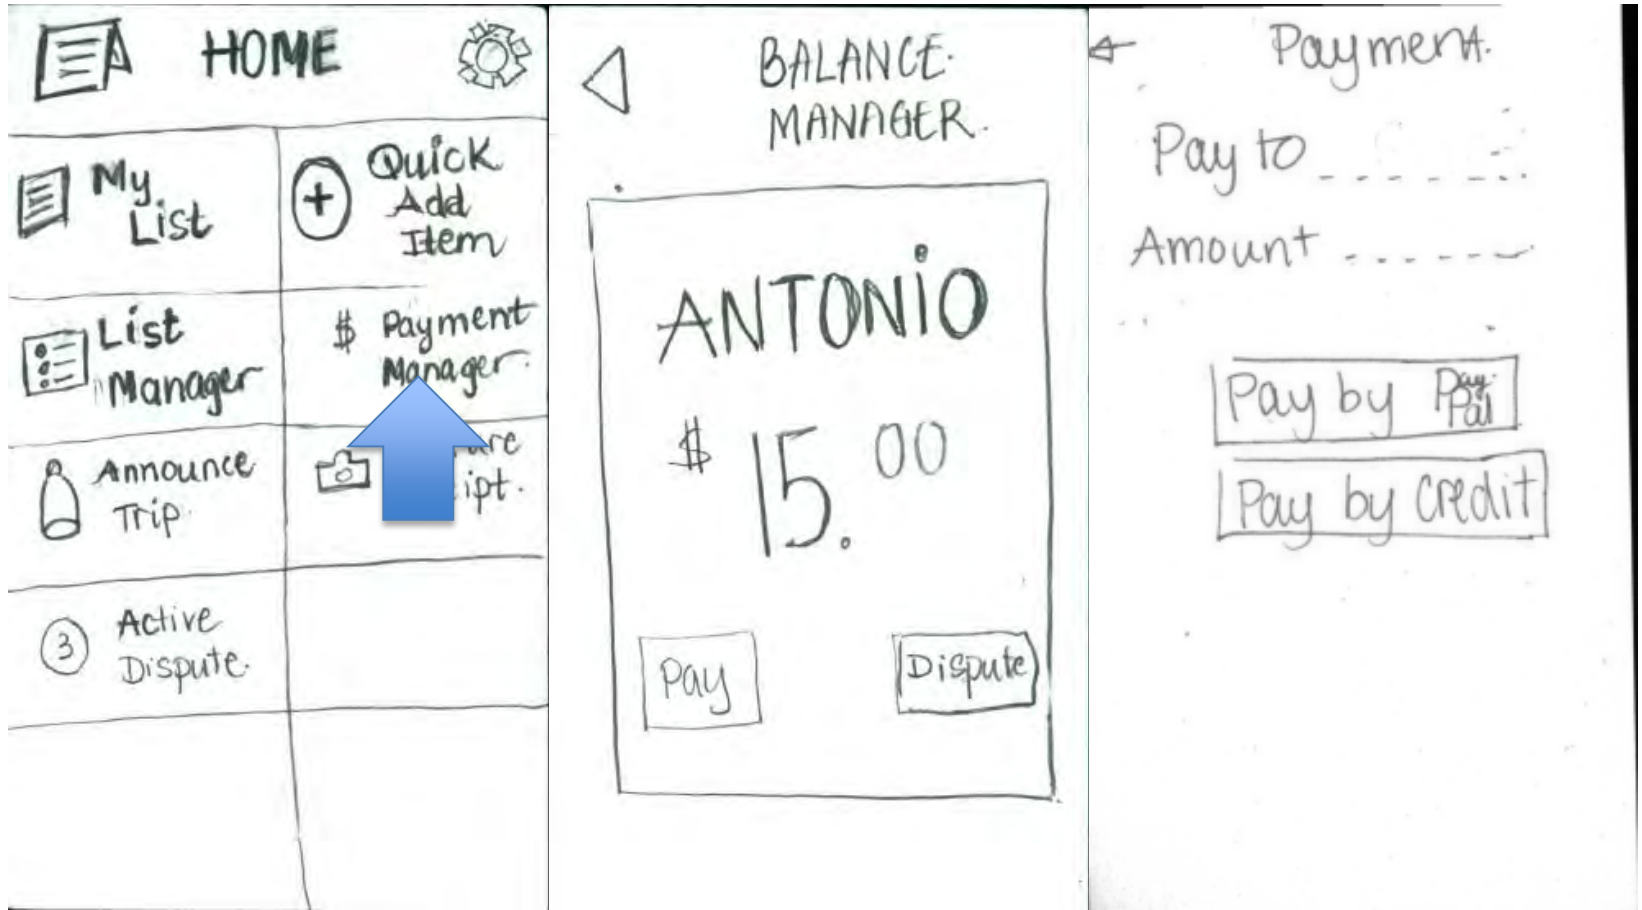 HOME
My
List
Quick
Add
Item
List
Manager
$ Payment
Manager.
Announce
Trip
3
Active
Dispute.
BALANCE.
MANAGER.
ANTONIO
$ 15.00
Pay
Dispute
Payment.
Pay to
Amount
Pay by PayPal
Pay by Credit